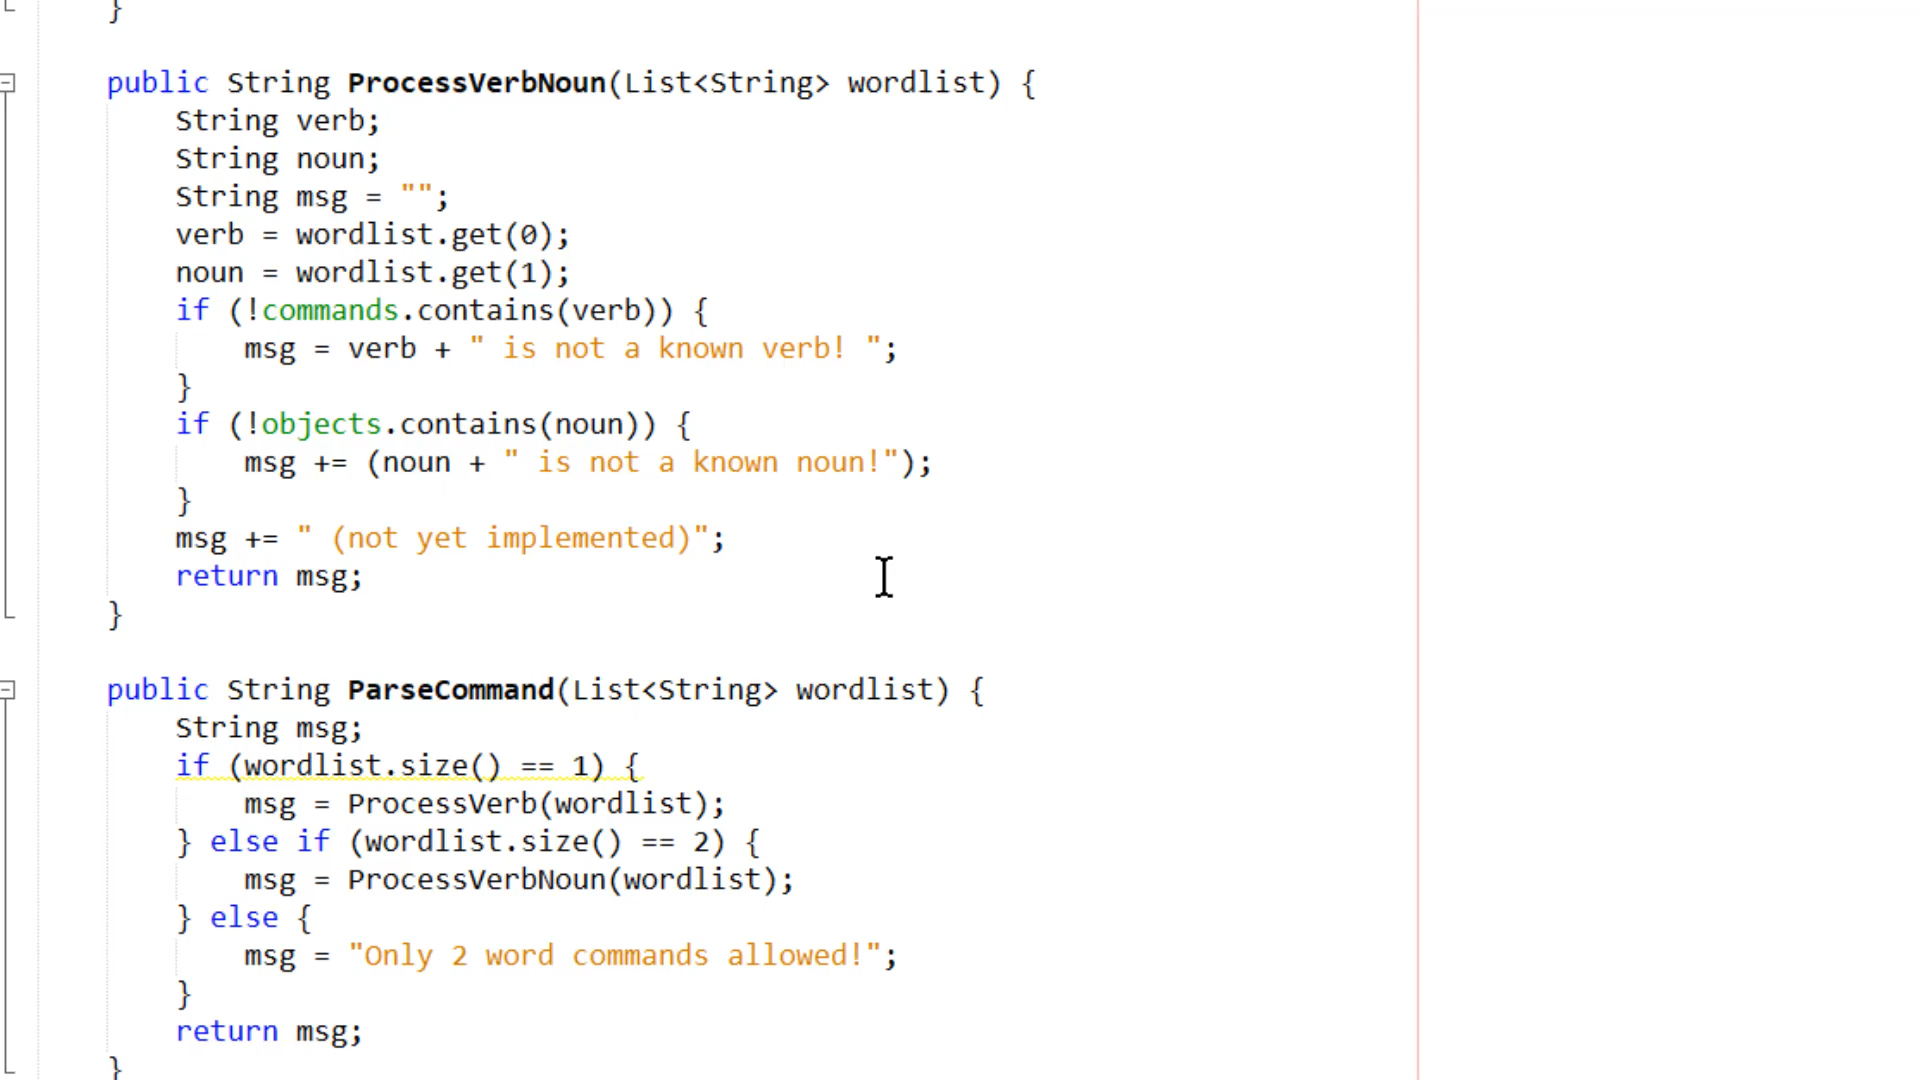 }
public String ProcessVerbNoun(List<String> wordlist) {
String verb;
String noun;
String msg = "";
verb = wordlist.get(0);
noun = wordlist.get(1);
if (!commands.contains(verb)) {
msg = verb + " is not a known verb! ";
}
if (!objects.contains(noun)) {
msg += (noun + " is not a known noun!");
}
msg += " (not yet implemented)";
return msg;
}
public String ParseCommand(List<String> wordlist) {
String msg;
if (wordlist.size() == 1) {
msg = ProcessVerb(wordlist);
} else if (wordlist.size() == 2) {
msg = ProcessVerbNoun(wordlist);
} else {
msg = "Only 2 word commands allowed!";
}
return msg;
}